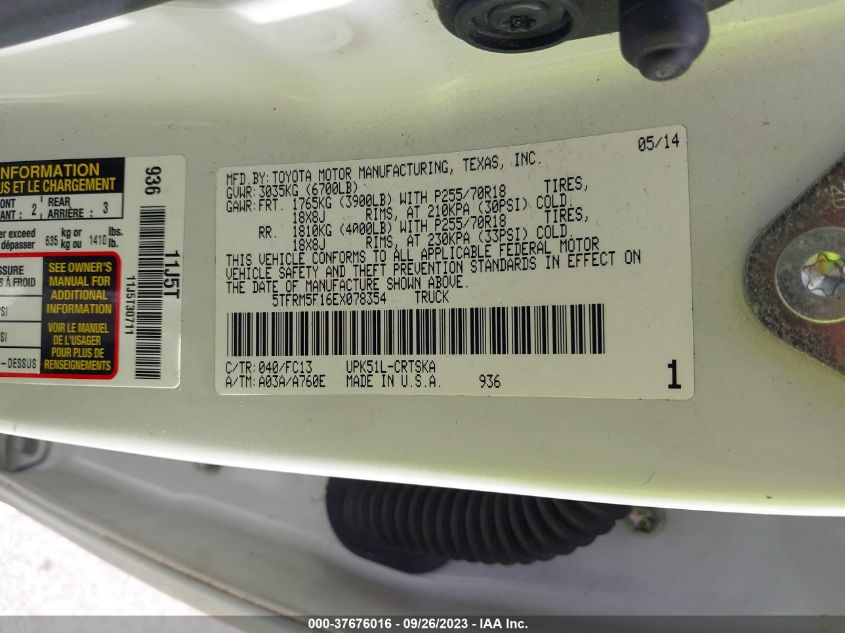 INFORMATION
US ET LE CHARGEMENT
ONT 2 REAR 3
ANT : ARRIÈRE :
er exceed 635 kg or 1410 lbs.
dépasser kg ou lb.
SSURE
S À FROID
PSI
PSI
- DESSUS
SEE OWNER'S
MANUAL FOR
ADDITIONAL
INFORMATION
VOIR LE MANUEL
DE L'USAGER
POUR PLUS DE
RENSEIGNEMENTS
936
11J5T
11J5T30711
MFD.BY:TOYOTA MOTOR MANUFACTURING, TEXAS, INC. 05/14
GVWR: 3035KG (6700LB)
GAWR:FRT. 1765KG (3900LB) WITH P255/70R18 TIRES,
18X8J RIMS, AT 210KPA (30PSI) COLD.
RR. 1810KG (4000LB) WITH P255/70R18 TIRES,
18X8J RIMS, AT 230KPA (33PSI) COLD.
THIS VEHICLE CONFORMS TO ALL APPLICABLE FEDERAL MOTOR
VEHICLE SAFETY AND THEFT PREVENTION STANDARDS IN EFFECT ON
THE DATE OF MANUFACTURE SHOWN ABOVE.
5TFRM5F16EX078354 TRUCK
C/TR:040/FC13 UPK51L-CRTSKA
A/TM:A03A/A760E MADE IN U.S.A. 936 1
000-37676016 - 09/26/2023 - IAA Inc.